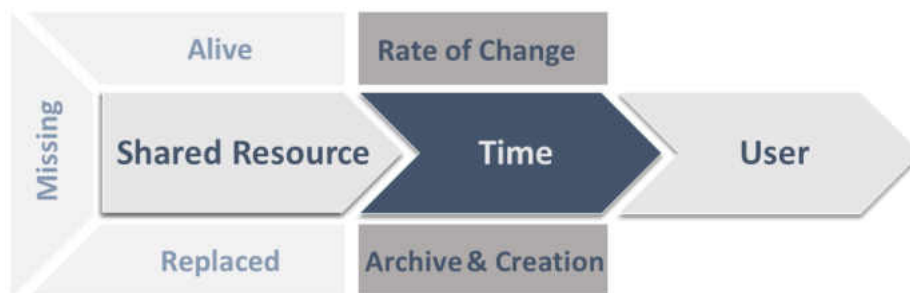 Alive
Rate of Change
Missing
Shared Resource
Time
User
Replaced
Archive & Creation